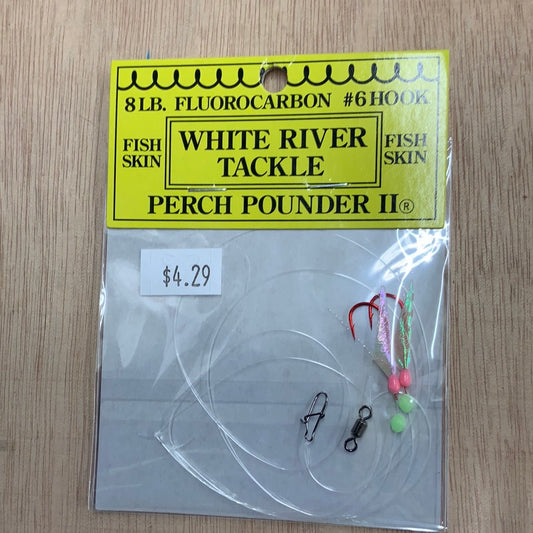 8 LB. FLUOROCARBON #6 HOOK
FISH SKIN
WHITE RIVER
TACKLE
FISH SKIN
PERCH POUNDER II®
$4.29